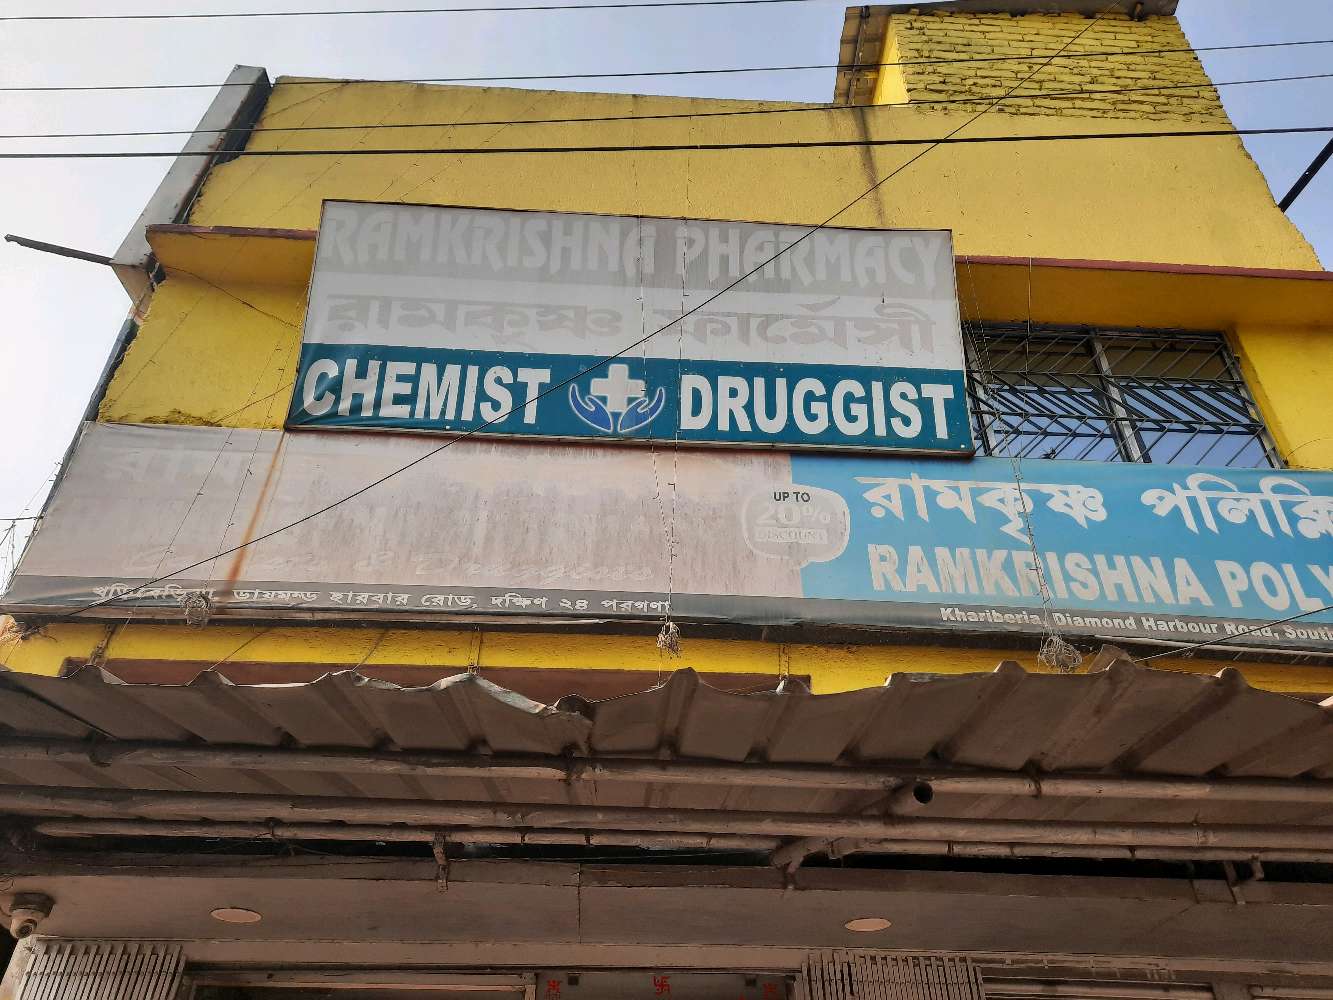 RAMKRISHNA PHARMACY
রামকৃষ্ণ ফার্মেসী
CHEMIST DRUGGIST
UP TO
20%
DISCOUNT
রামকৃষ্ণ
RAMKRISHNA
ডায়মন্ড হারবার রোড, দক্ষিণ ২৪ পরগণা
Khariberia, Diamond Harbour Road, South